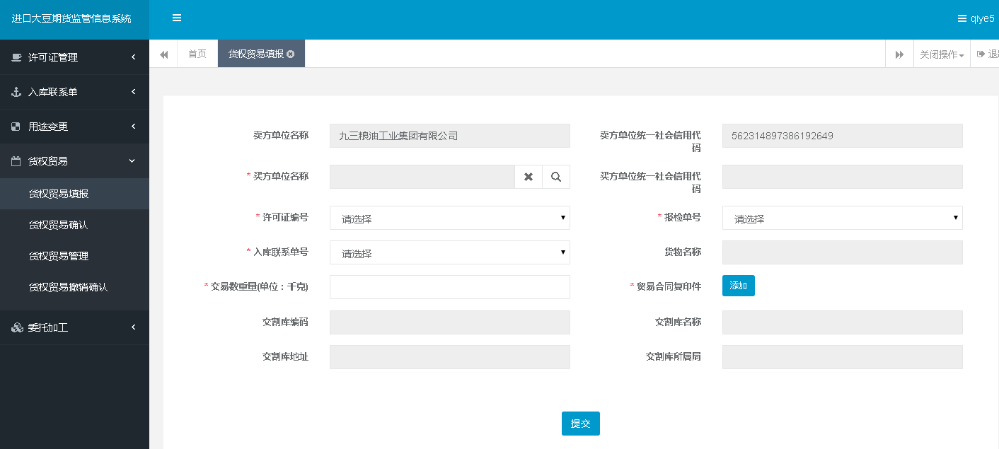 进口大豆期货监管信息系统
qiye5
许可证管理
入库联系单
用途变更
货权贸易
货权贸易填报
货权贸易确认
货权贸易管理
货权贸易撤销确认
委托加工
首页
货权贸易填报
关闭操作
卖方单位名称
九三粮油工业集团有限公司
卖方单位统一社会信用代
码
562314897386192649
* 买方单位名称
买方单位统一社会信用代
码
* 许可证编号
请选择
* 报检单号
请选择
* 入库联系单号
请选择
货物名称
* 交易数重量(单位：千克)
* 贸易合同复印件
添加
交割库编码
交割库名称
交割库地址
交割库所属局
提交